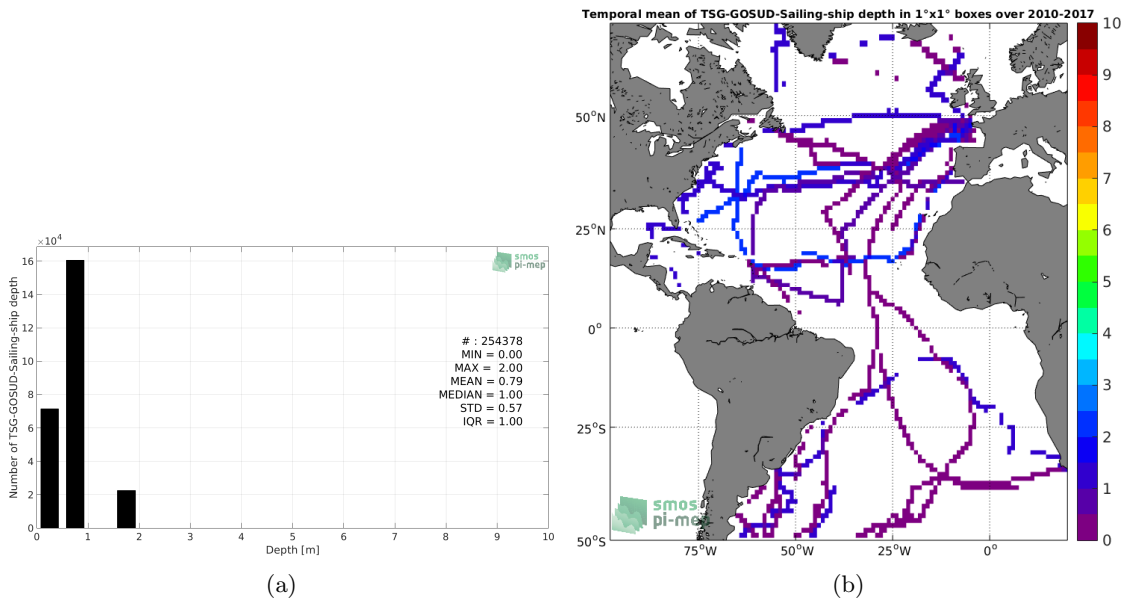 ×10⁴
16
14
12
10
8
6
4
2
0
0 1 2 3 4 5 6 7 8 9 10
Depth [m]
Number of TSG-GOSUD-Sailing-ship depth
smos
pi-mep
# : 254378
MIN = 0.00
MAX = 2.00
MEAN = 0.79
MEDIAN = 1.00
STD = 0.57
IQR = 1.00
(a)
Temporal mean of TSG-GOSUD-Sailing-ship depth in 1°x1° boxes over 2010-2017
50°N
25°N
0°
25°S
50°S
75°W 50°W 25°W 0°
smos
pi-mep
10
9
8
7
6
5
4
3
2
1
0
(b)